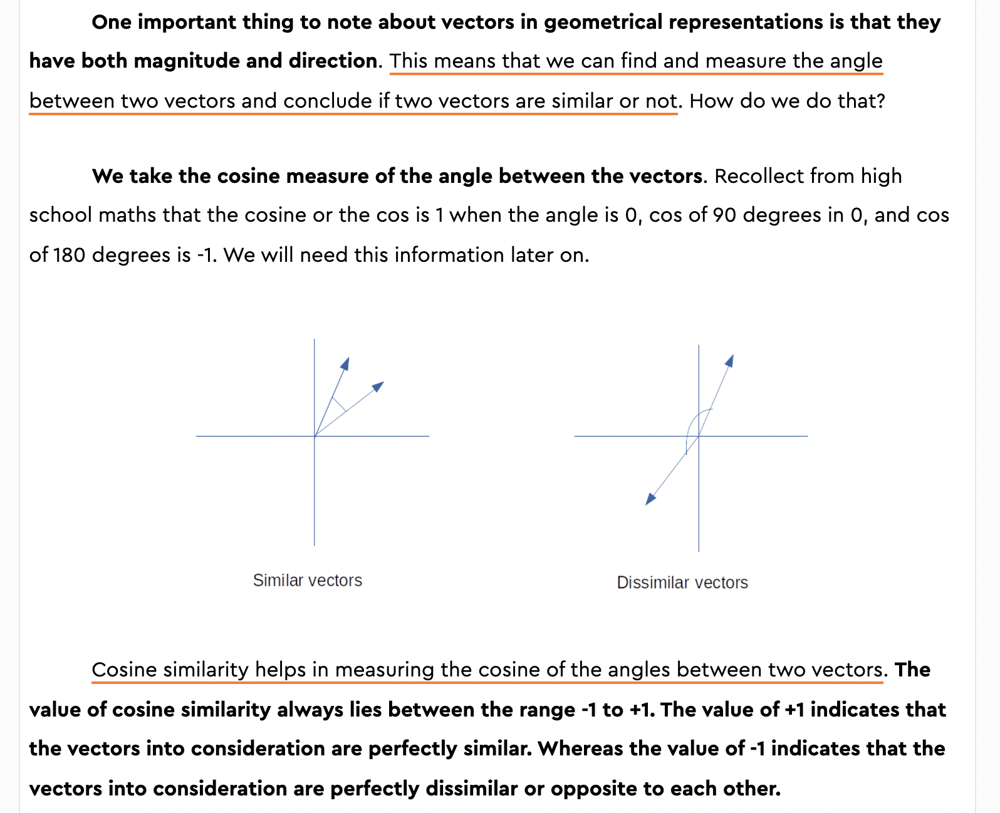 One important thing to note about vectors in geometrical representations is that they
have both magnitude and direction. This means that we can find and measure the angle
between two vectors and conclude if two vectors are similar or not. How do we do that?
We take the cosine measure of the angle between the vectors. Recollect from high
school maths that the cosine or the cos is 1 when the angle is 0, cos of 90 degrees in 0, and cos
of 180 degrees is -1. We will need this information later on.
Similar vectors
Dissimilar vectors
Cosine similarity helps in measuring the cosine of the angles between two vectors. The
value of cosine similarity always lies between the range -1 to +1. The value of +1 indicates that
the vectors into consideration are perfectly similar. Whereas the value of -1 indicates that the
vectors into consideration are perfectly dissimilar or opposite to each other.